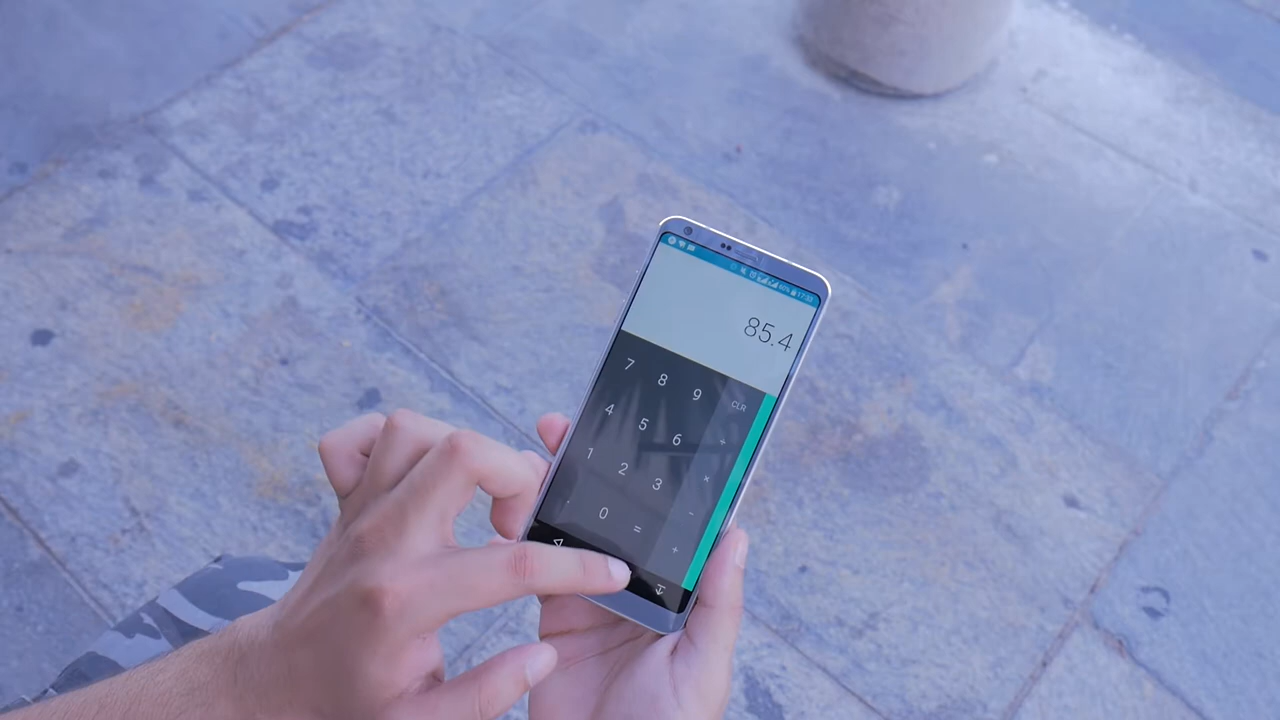 85.4
7 8 9 CLR
4 5 6 ÷
1 2 3 ×
. 0 = -
+